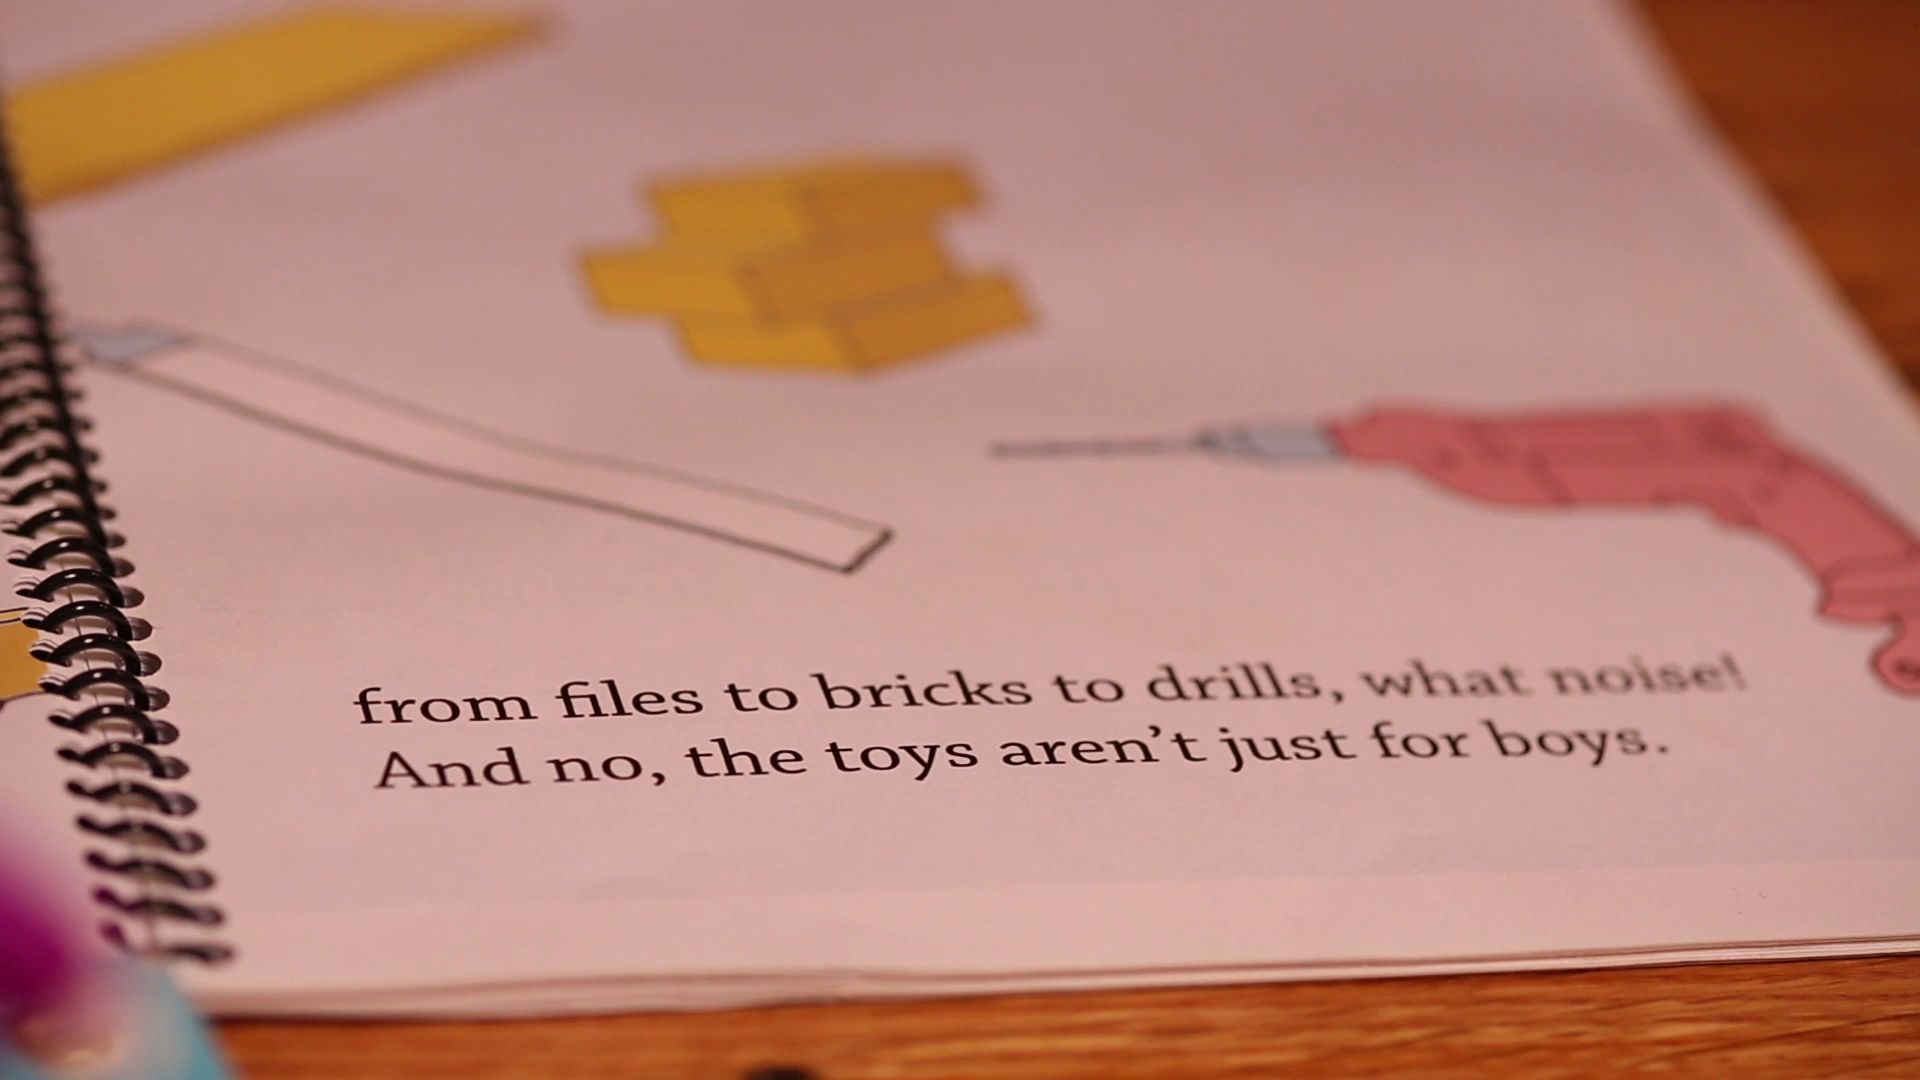 from files to bricks to drills, what noise!
And no, the toys aren't just for boys.